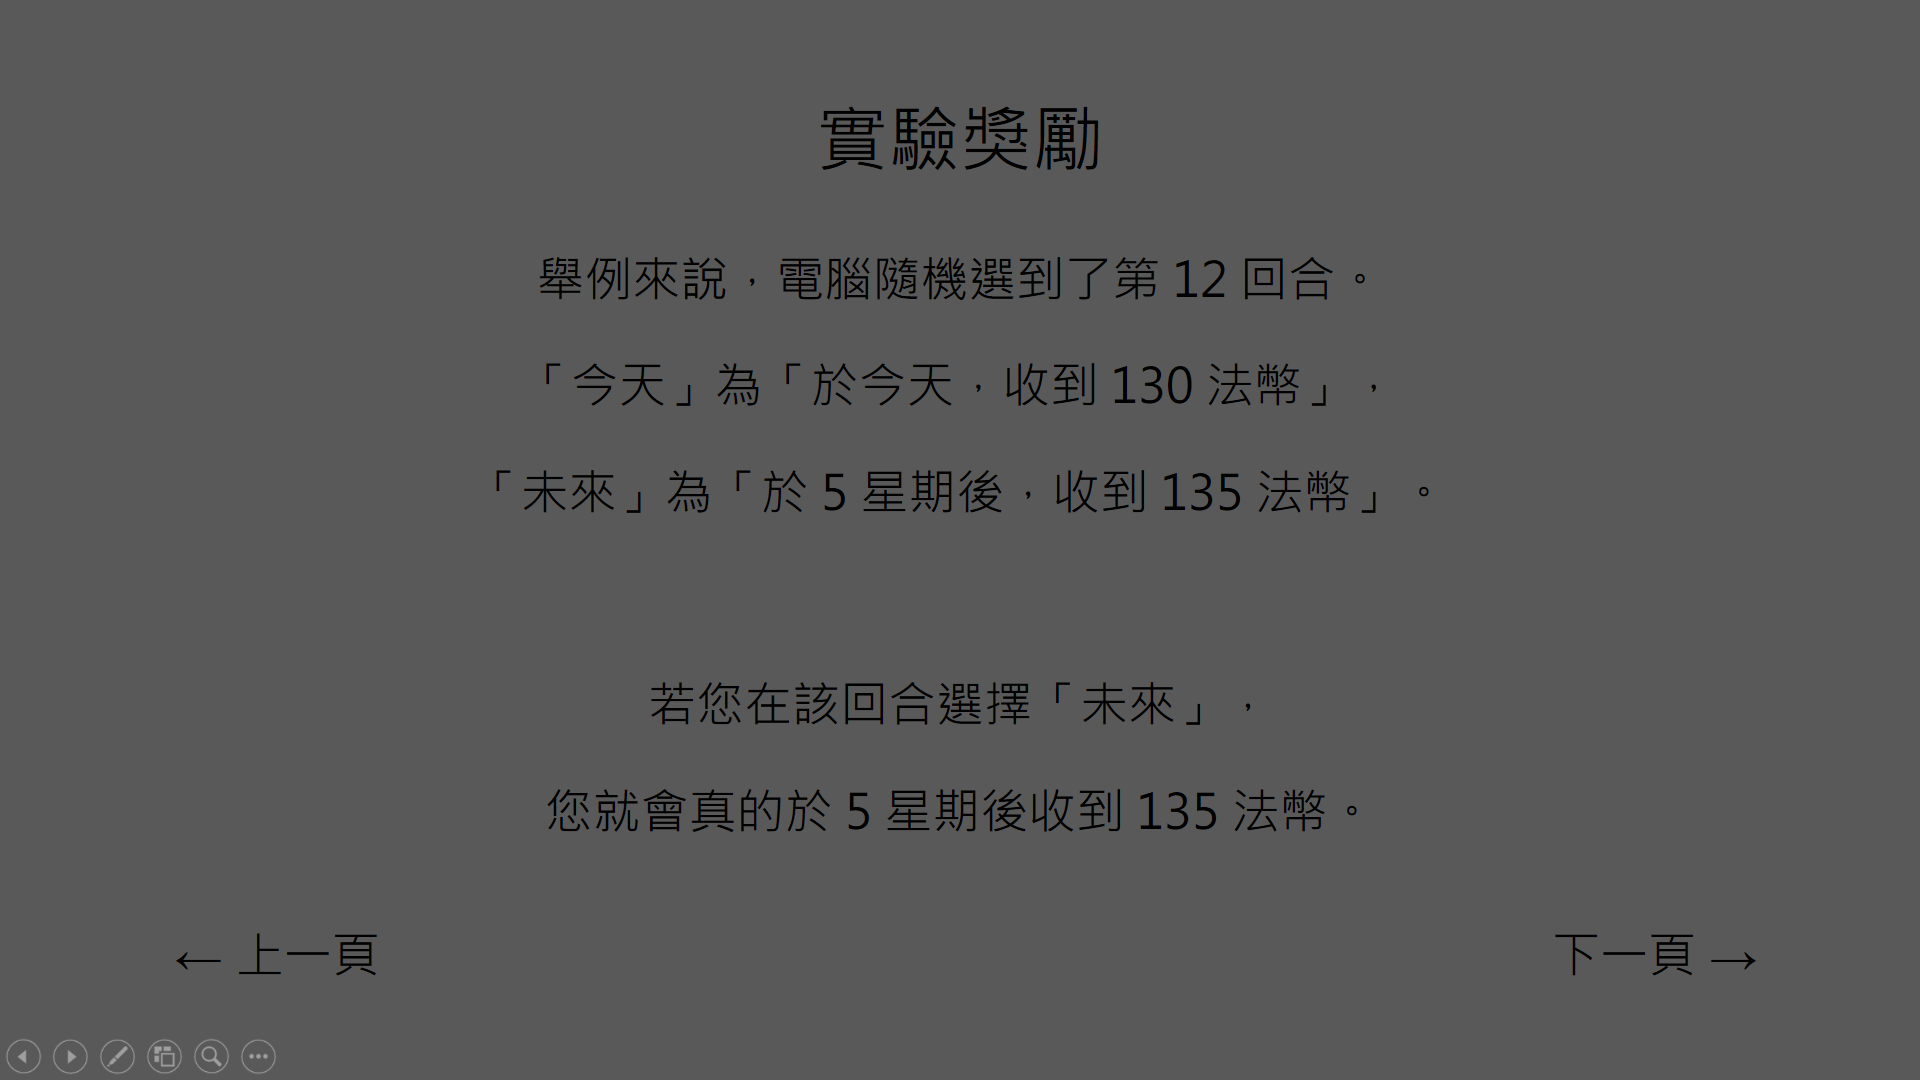 實驗獎勵
舉例來說，電腦隨機選到了第 12 回合。
「今天」為「於今天，收到 130 法幣」，
「未來」為「於 5 星期後，收到 135 法幣」。
若您在該回合選擇「未來」，
您就會真的於 5 星期後收到 135 法幣。
← 上一頁
下一頁 →